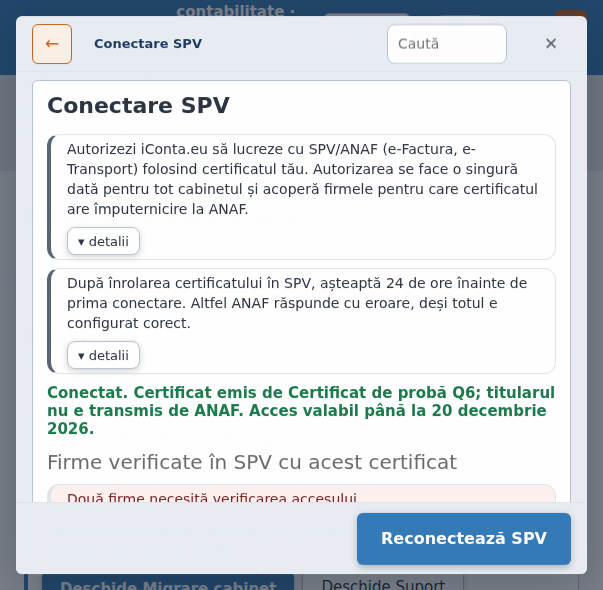 contabilitate ·
←
Conectare SPV
Caută
×
Conectare SPV
Autorizezi iConta.eu să lucreze cu SPV/ANAF (e-Factura, e-
Transport) folosind certificatul tău. Autorizarea se face o singură
dată pentru tot cabinetul și acoperă firmele pentru care certificatul
are împuternicire la ANAF.
▾ detalii
După înrolarea certificatului în SPV, așteaptă 24 de ore înainte de
prima conectare. Altfel ANAF răspunde cu eroare, deși totul e
configurat corect.
▾ detalii
Conectat. Certificat emis de Certificat de probă Q6; titularul
nu e transmis de ANAF. Acces valabil până la 20 decembrie
2026.
Firme verificate în SPV cu acest certificat
Două firme necesită verificarea accesului
Reconectează SPV
Deschide Migrare cabinet
Deschide Suport